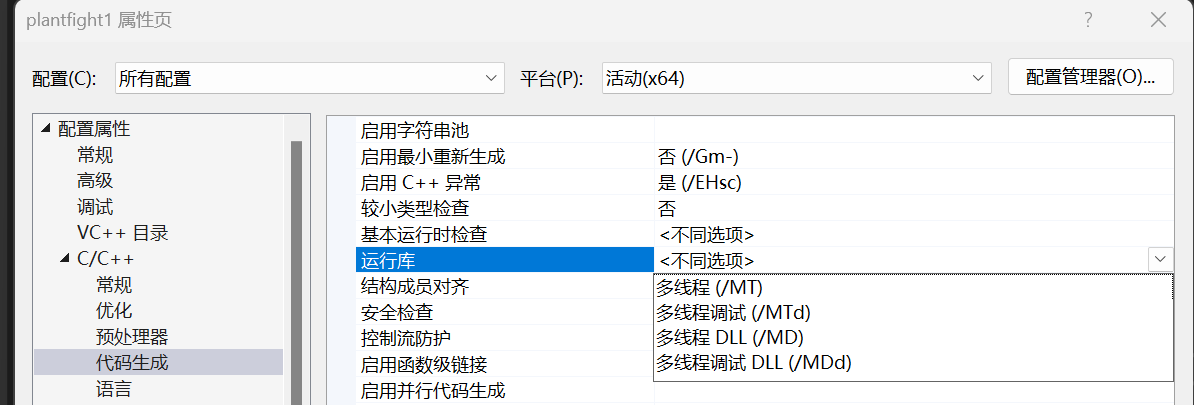 plantfight1 属性页
配置(C): 所有配置 平台(P): 活动(x64) 配置管理器(O)...
配置属性
常规
高级
调试
VC++ 目录
C/C++
常规
优化
预处理器
代码生成
语言
启用字符串池
启用最小重新生成 否 (/Gm-)
启用 C++ 异常 是 (/EHsc)
较小类型检查 否
基本运行时检查 <不同选项>
运行库 <不同选项>
结构成员对齐
安全检查
控制流防护
启用函数级链接
启用并行代码生成
多线程 (/MT)
多线程调试 (/MTd)
多线程 DLL (/MD)
多线程调试 DLL (/MDd)